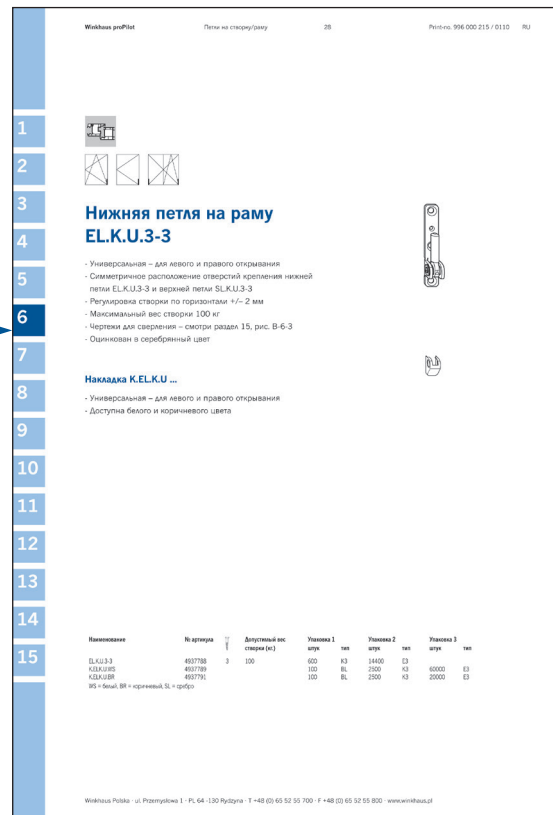 Winkhaus proPilot Петли на створку/раму 28 Print-no. 996 000 215 / 0110 RU
1
2
3
4
5
6
7
8
9
10
11
12
13
14
15
Нижняя петля на раму
EL.K.U.3-3
- Универсальная – для левого и правого открывания
- Симметричное расположение отверстий крепления нижней
петли EL.K.U.3-3 и верхней петли SL.K.U.3-3
- Регулировка створки по горизонтали +/– 2 мм
- Максимальный вес створки 100 кг
- Чертежи для сверления – смотри раздел 15, рис. B-6-3
- Оцинкован в серебрянный цвет
Накладка K.EL.K.U ...
- Универсальная – для левого и правого открывания
- Доступна белого и коричневого цвета
Наименование № артикула Допустимый вес Упаковка 1 Упаковка 2 Упаковка 3
створки (кг.) штук тип штук тип штук тип
EL.K.U.3-3 4937788 3 100 600 K3 14400 E3
K.EL.K.U.WS 4937789 100 BL 2500 K3 60000 E3
K.EL.K.U.BR 4937791 100 BL 2500 K3 20000 E3
WS = белый, BR = коричневый, SL = сребро
Winkhaus Polska · ul. Przemysłowa 1 · PL 64 -130 Rydzyna · T +48 (0) 65 52 55 700 · F +48 (0) 65 52 55 800 · www.winkhaus.pl